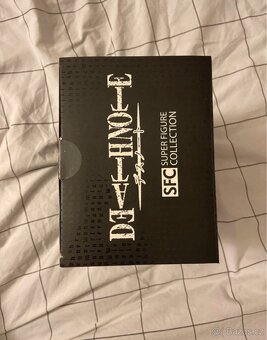 DEATH NOTE
SFC
SUPER FIGURE
COLLECTION